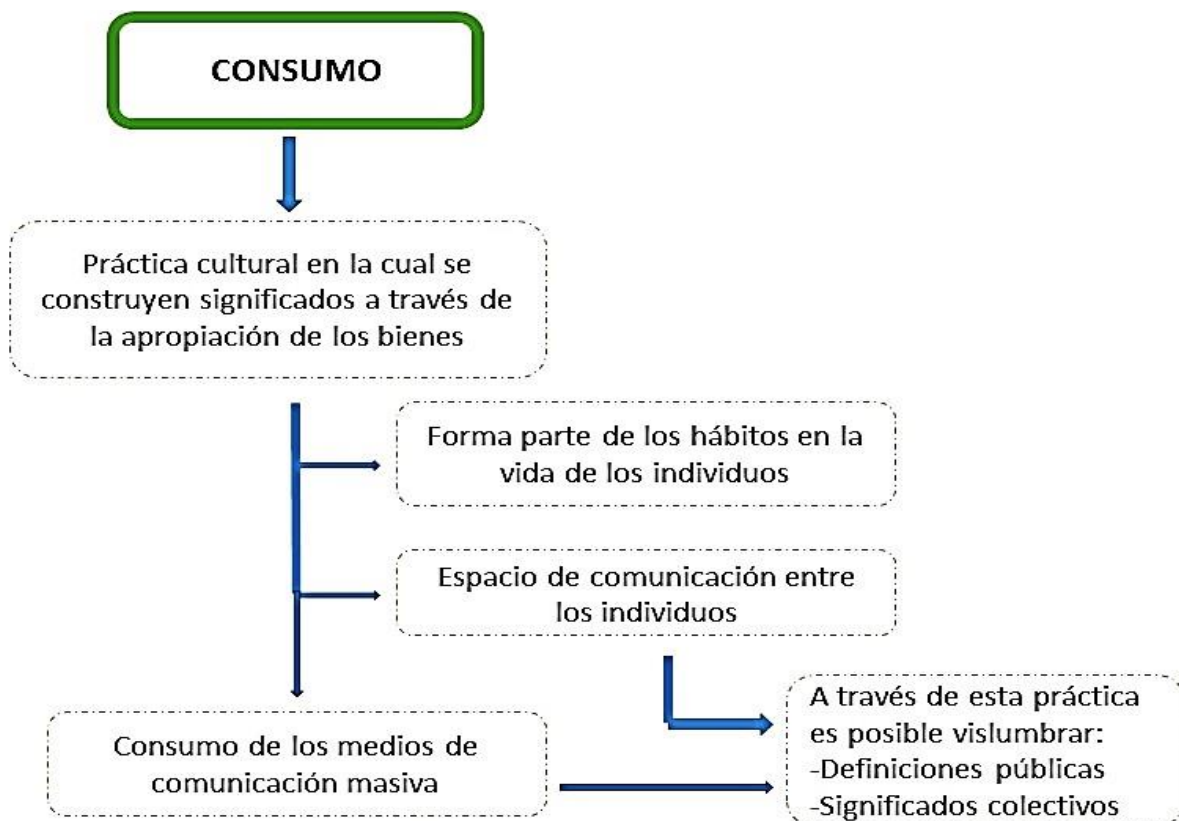 CONSUMO
Práctica cultural en la cual se
construyen significados a través de
la apropiación de los bienes
Forma parte de los hábitos en la
vida de los individuos
Espacio de comunicación entre
los individuos
Consumo de los medios de
comunicación masiva
A través de esta práctica
es posible vislumbrar:
-Definiciones públicas
-Significados colectivos